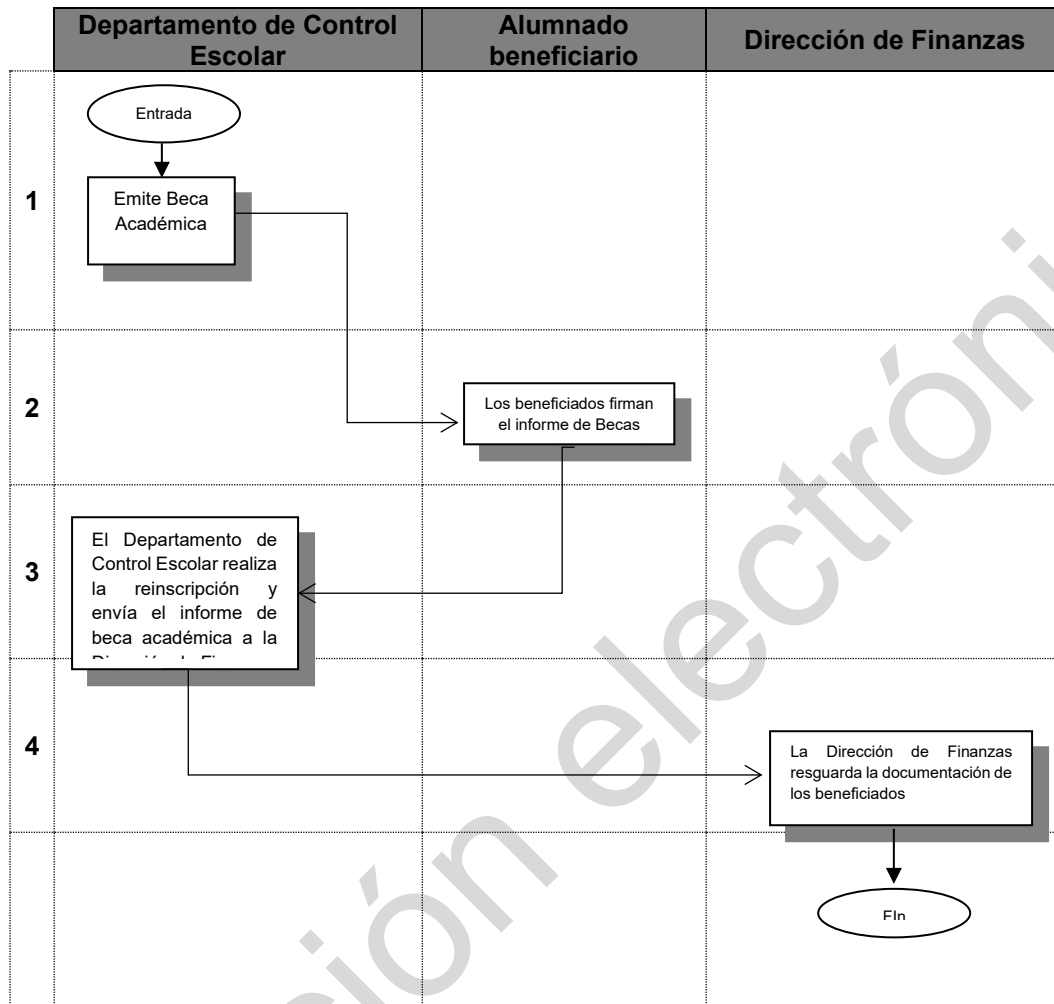 Departamento de Control
Escolar
Alumnado
beneficiario
Dirección de Finanzas
Entrada
1
Emite Beca
Académica
2
Los beneficiados firman
el informe de Becas
3
El Departamento de
Control Escolar realiza
la reinscripción y
envía el informe de
beca académica a la
4
La Dirección de Finanzas
resguarda la documentación de
los beneficiados
FIn
sión electróni